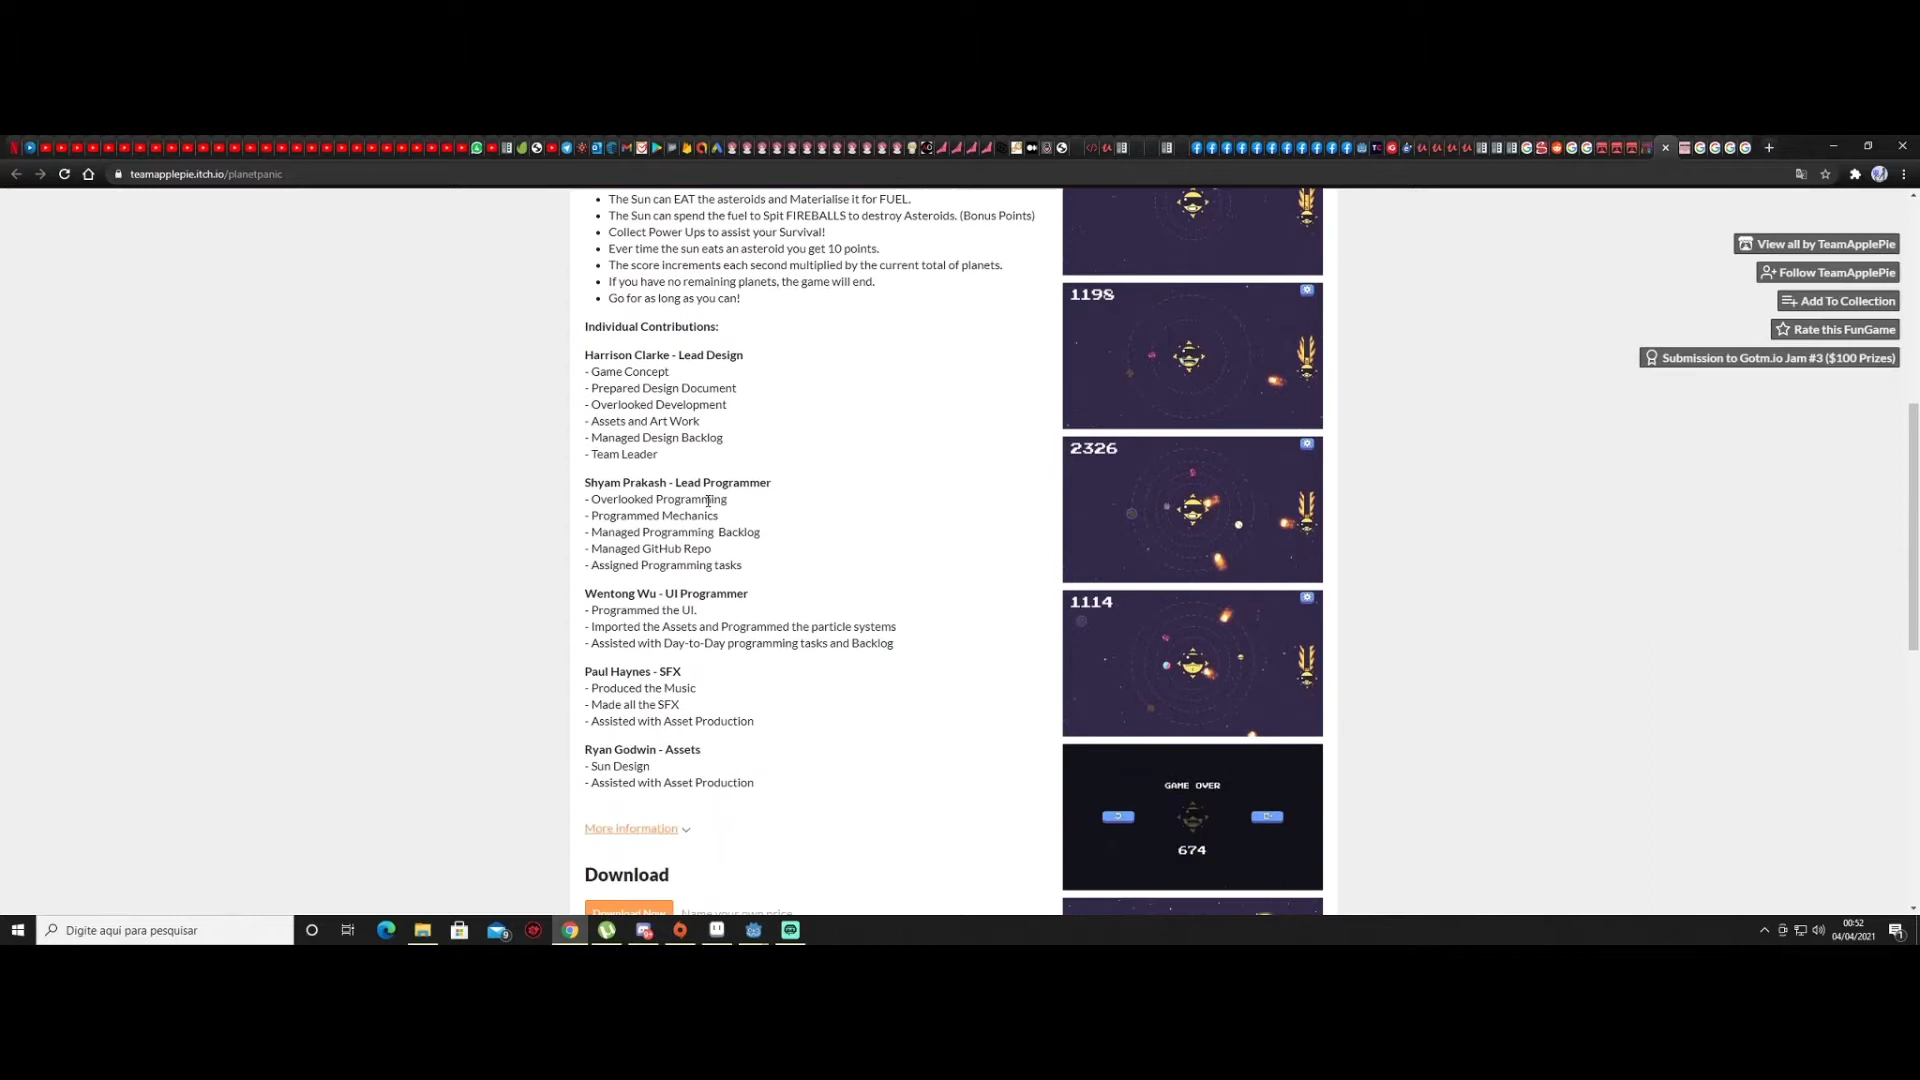 teamapplepie.itch.io/planetpanic
The Sun can EAT the asteroids and Materialise it for FUEL.
The Sun can spend the fuel to Spit FIREBALLS to destroy Asteroids. (Bonus Points)
Collect Power Ups to assist your Survival!
Ever time the sun eats an asteroid you get 10 points.
The score increments each second multiplied by the current total of planets.
If you have no remaining planets, the game will end.
Go for as long as you can!
Individual Contributions:
Harrison Clarke - Lead Design
- Game Concept
- Prepared Design Document
- Overlooked Development
- Assets and Art Work
- Managed Design Backlog
- Team Leader
Shyam Prakash - Lead Programmer
- Overlooked Programming
- Programmed Mechanics
- Managed Programming Backlog
- Managed GitHub Repo
- Assigned Programming tasks
Wentong Wu - UI Programmer
- Programmed the UI.
- Imported the Assets and Programmed the particle systems
- Assisted with Day-to-Day programming tasks and Backlog
Paul Haynes - SFX
- Produced the Music
- Made all the SFX
- Assisted with Asset Production
Ryan Godwin - Assets
- Sun Design
- Assisted with Asset Production
More information
Download
Download Now
Name your own price
1198
2326
1114
GAME OVER
674
View all by TeamApplePie
Follow TeamApplePie
Add To Collection
Rate this FunGame
Submission to Gotm.io Jam #3 ($100 Prizes)
Digite aqui para pesquisar
00:52
04/04/2021